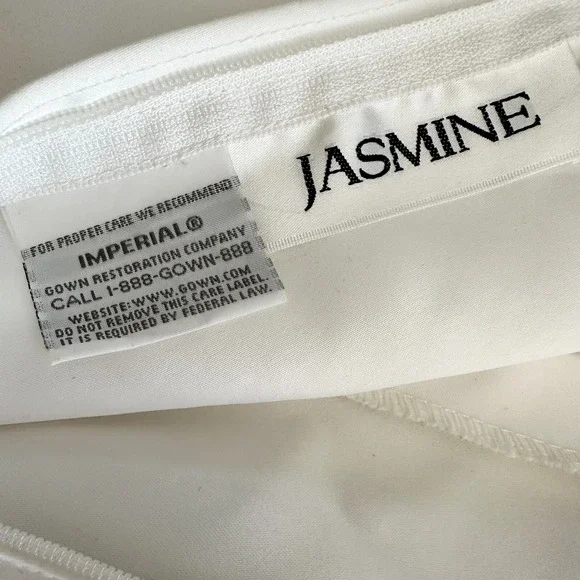 JASMINE
FOR PROPER CARE WE RECOMMEND
IMPERIAL®
GOWN RESTORATION COMPANY
CALL 1-888-GOWN-888
WEBSITE: WWW.GOWN.COM
DO NOT REMOVE THIS CARE LABEL.
IT IS REQUIRED BY FEDERAL LAW.